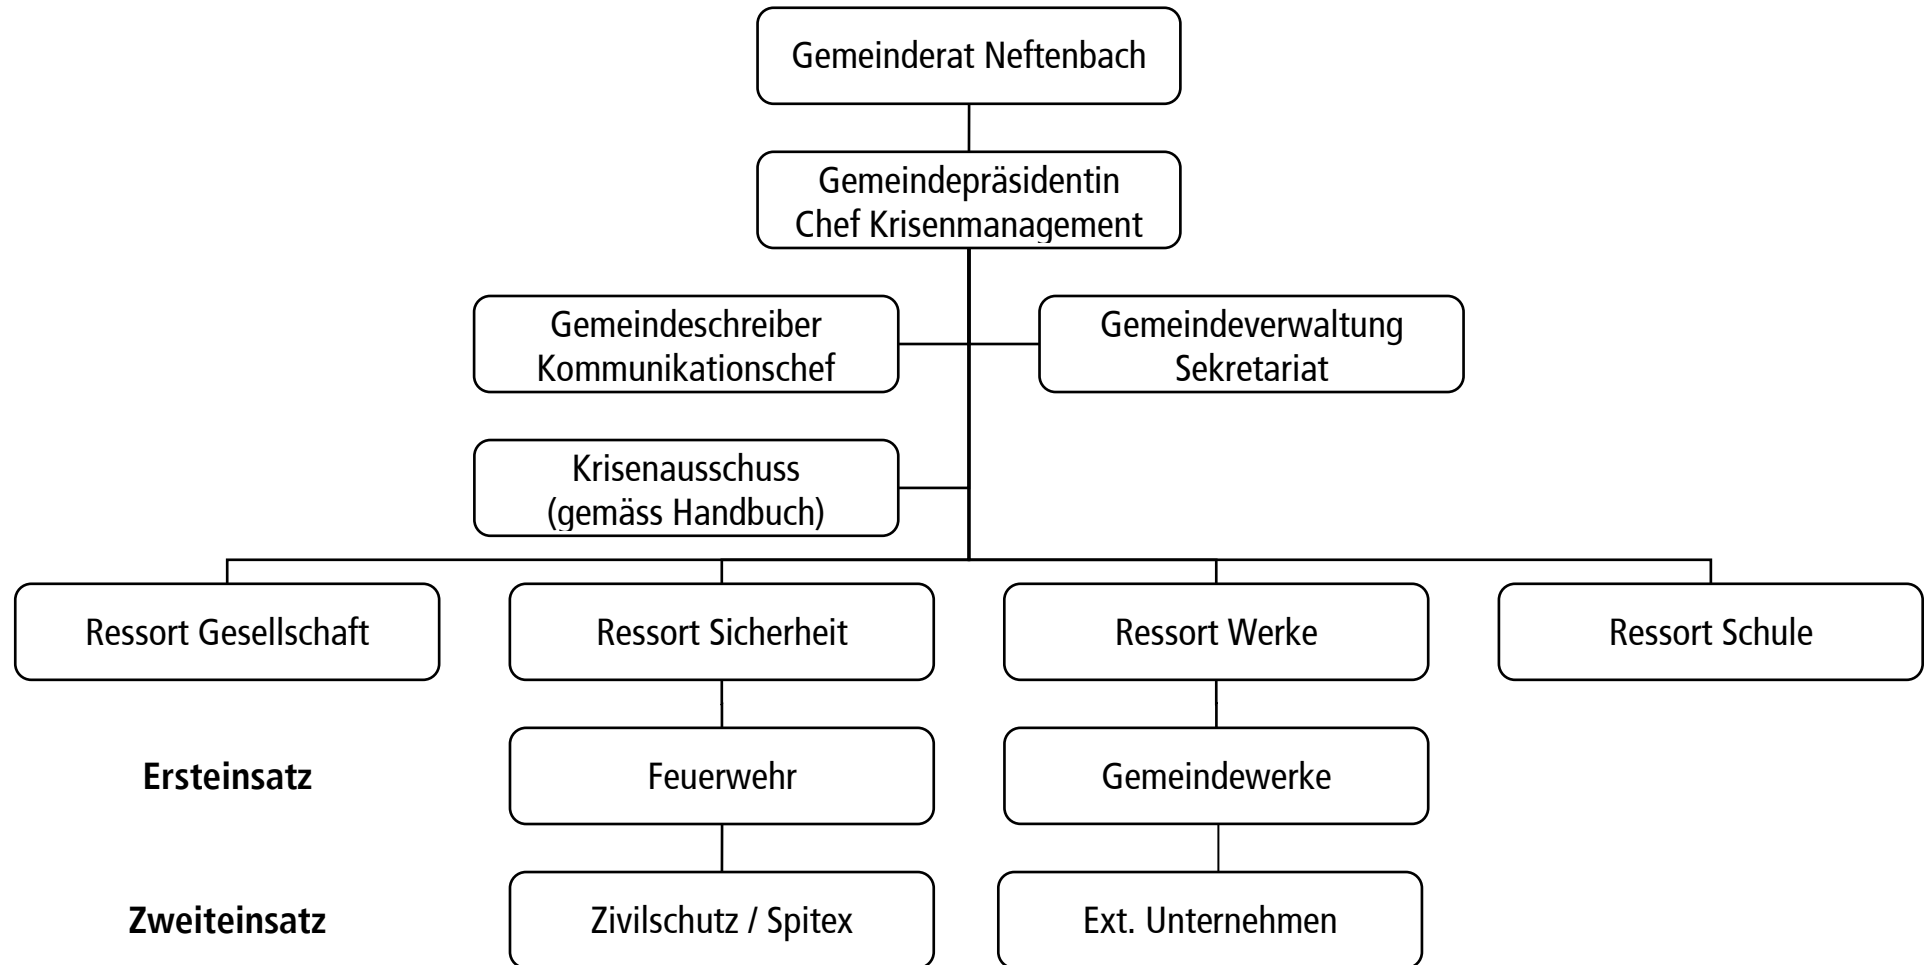 Gemeinderat Neftenbach
Gemeindepräsidentin
Chef Krisenmanagement
Gemeindeschreiber
Kommunikationschef
Gemeindeverwaltung
Sekretariat
Krisenausschuss
(gemäss Handbuch)
Ressort Gesellschaft
Ressort Sicherheit
Ressort Werke
Ressort Schule
Ersteinsatz
Feuerwehr
Gemeindewerke
Zweiteinsatz
Zivilschutz / Spitex
Ext. Unternehmen